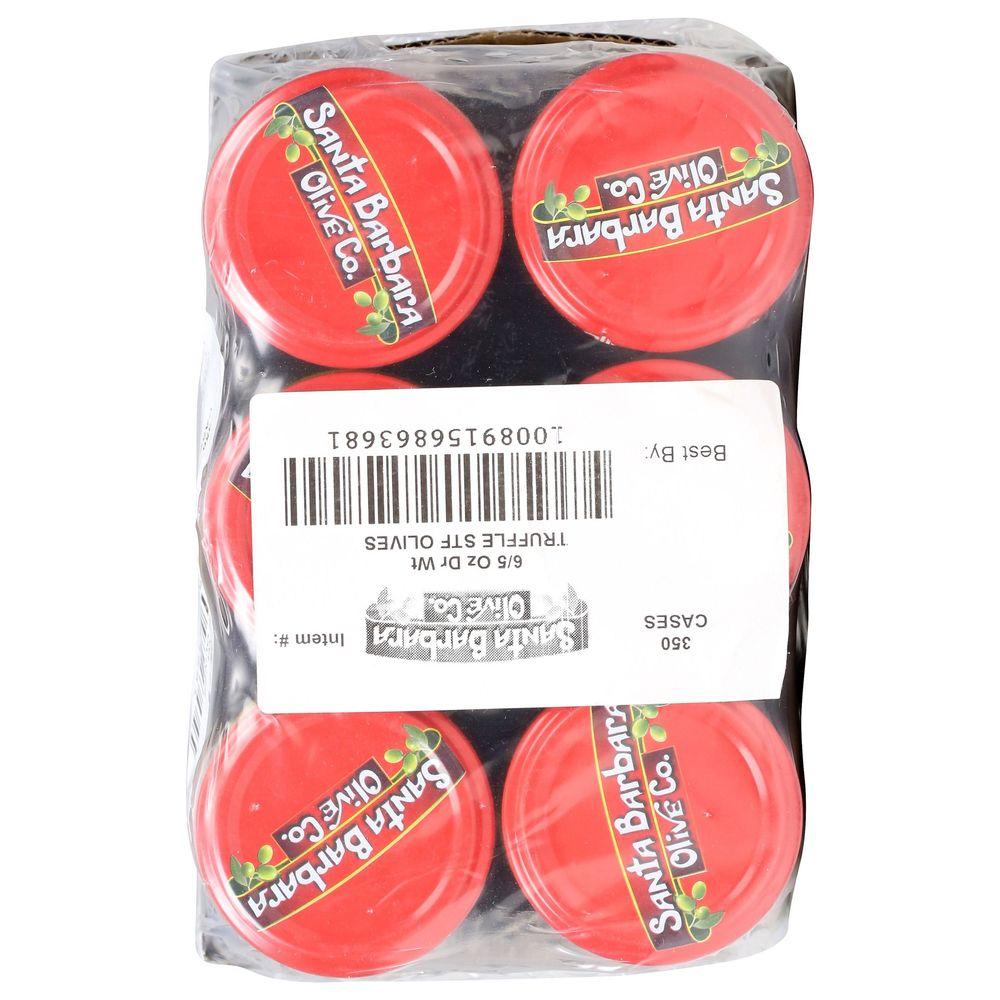 Santa Barbara
Olive Co.
Santa Barbara
Olive Co.
350
CASES
Santa Barbara
Olive Co.
Intem #:
6/5 Oz Dr Wt
TRUFFLE STF OLIVES
Best By:
10089156863681
Santa Barbara
Olive Co.
Santa Barbara
Olive Co.